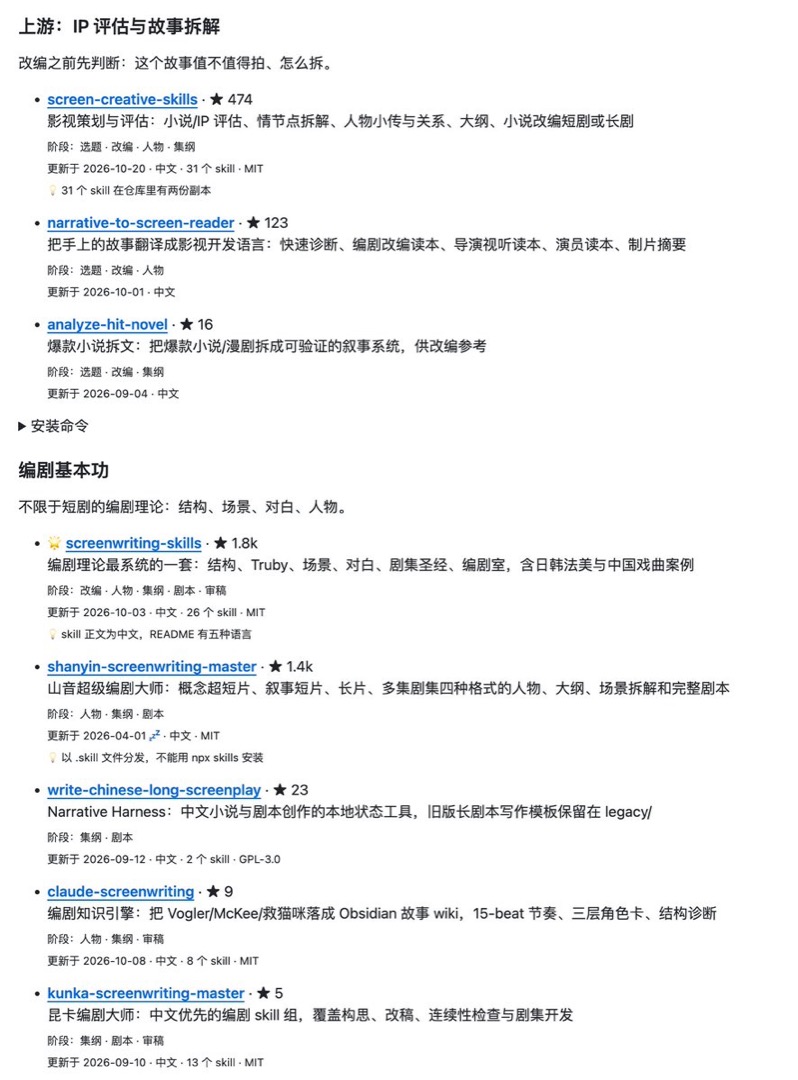 上游：IP 评估与故事拆解
改编之前先判断：这个故事值不值得拍、怎么拆。
• screen-creative-skills · ★ 474
影视策划与评估：小说/IP 评估、情节点拆解、人物小传与关系、大纲、小说改编短剧或长剧
阶段：选题 · 改编 · 人物 · 集纲
更新于 2026-10-20 · 中文 · 31 个 skill · MIT
💡 31 个 skill 在仓库里有两份副本
• narrative-to-screen-reader · ★ 123
把手上的故事翻译成影视开发语言：快速诊断、编剧改编读本、导演视听读本、演员读本、制片摘要
阶段：选题 · 改编 · 人物
更新于 2026-10-01 · 中文
• analyze-hit-novel · ★ 16
爆款小说拆文：把爆款小说/漫剧拆成可验证的叙事系统，供改编参考
阶段：选题 · 改编 · 集纲
更新于 2026-09-04 · 中文
▶ 安装命令
编剧基本功
不限于短剧的编剧理论：结构、场景、对白、人物。
• 🌟 screenwriting-skills · ★ 1.8k
编剧理论最系统的一套：结构、Truby、场景、对白、剧集圣经、编剧室，含日韩法美与中国戏曲案例
阶段：改编 · 人物 · 集纲 · 剧本 · 审稿
更新于 2026-10-03 · 中文 · 26 个 skill · MIT
💡 skill 正文为中文，README 有五种语言
• shanyin-screenwriting-master · ★ 1.4k
山音超级编剧大师：概念超短片、叙事短片、长片、多集剧集四种格式的人物、大纲、场景拆解和完整剧本
阶段：人物 · 集纲 · 剧本
更新于 2026-04-01 💤 · 中文 · MIT
💡 以 .skill 文件分发，不能用 npx skills 安装
• write-chinese-long-screenplay · ★ 23
Narrative Harness：中文小说与剧本创作的本地状态工具，旧版长剧本写作模板保留在 legacy/
阶段：集纲 · 剧本
更新于 2026-09-12 · 中文 · 2 个 skill · GPL-3.0
• claude-screenwriting · ★ 9
编剧知识引擎：把 Vogler/McKee/救猫咪落成 Obsidian 故事 wiki，15-beat 节奏、三层角色卡、结构诊断
阶段：人物 · 集纲 · 审稿
更新于 2026-10-08 · 中文 · 8 个 skill · MIT
• kunka-screenwriting-master · ★ 5
昆卡编剧大师：中文优先的编剧 skill 组，覆盖构思、改稿、连续性检查与剧集开发
阶段：集纲 · 剧本 · 审稿
更新于 2026-09-10 · 中文 · 13 个 skill · MIT